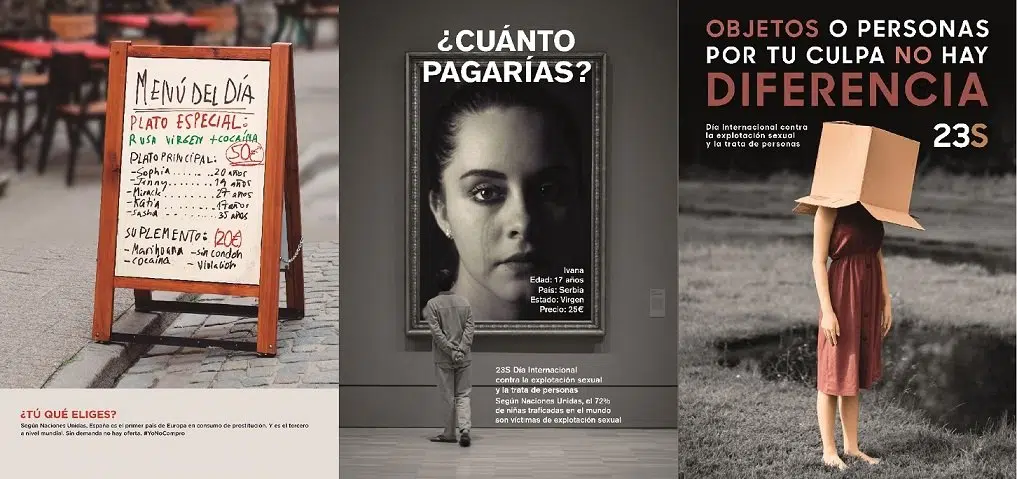 MENÚ DEL DÍA
PLATO ESPECIAL:
RUSA VIRGEN + COCAÍNA
50€
PLATO PRINCIPAL:
- Sophia ...... 20 años
- Jenny ........ 19 años
- Mirack ....... 27 años
- Katia ......... 17 años
- Sasha ........ 35 años
SUPLEMENTO: 20€
- Marihuana - sin condón
- cocaína - Violación
¿TÚ QUÉ ELIGES?
Según Naciones Unidas, España es el primer país de Europa en consumo de prostitución. Y es el tercero
a nivel mundial. Sin demanda no hay oferta. #YoNoCompro
¿CUÁNTO
PAGARÍAS?
Ivana
Edad: 17 años
País: Serbia
Estado: Virgen
Precio: 25€
23S Día Internacional
contra la explotación sexual
y la trata de personas
Según Naciones Unidas, el 72%
de niñas traficadas en el mundo
son víctimas de explotación sexual
OBJETOS O PERSONAS
POR TU CULPA NO HAY
DIFERENCIA
Día Internacional contra
la explotación sexual
y la trata de personas
23S